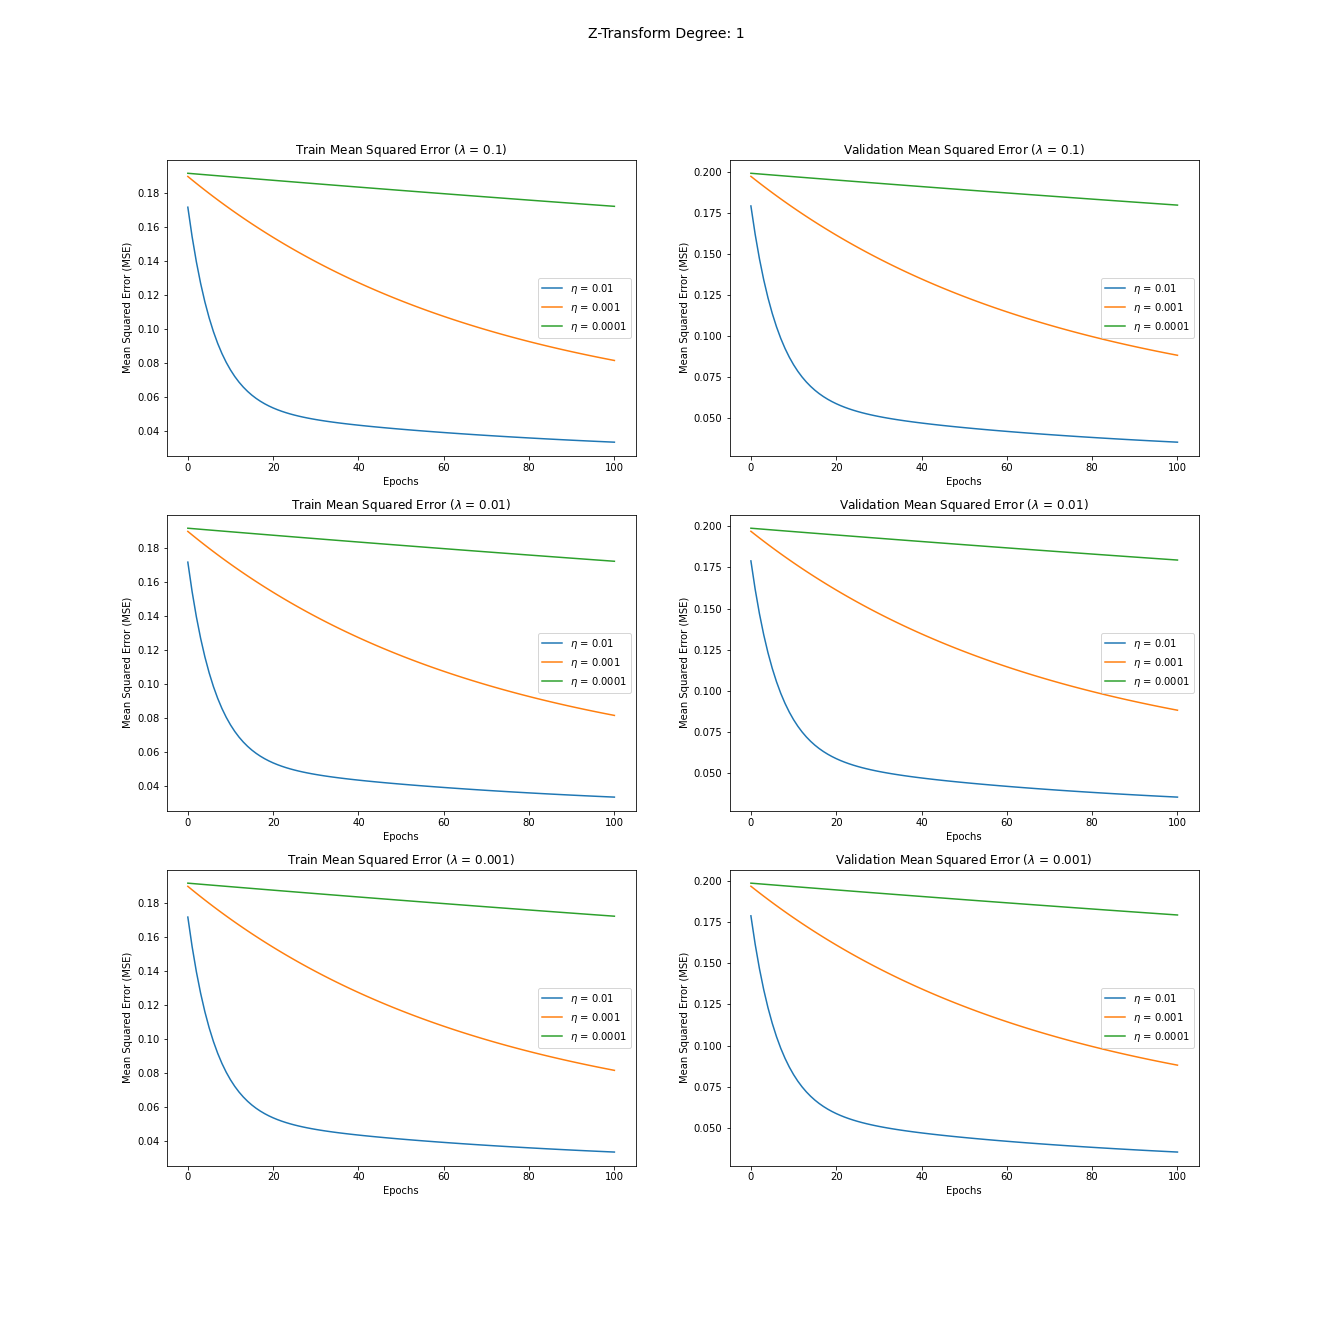 Z-Transform Degree: 1
Train Mean Squared Error (λ = 0.1)
Mean Squared Error (MSE)
0.18
0.16
0.14
0.12
0.10
0.08
0.06
0.04
η = 0.01
η = 0.001
η = 0.0001
0 20 40 60 80 100
Epochs
Validation Mean Squared Error (λ = 0.1)
Mean Squared Error (MSE)
0.200
0.175
0.150
0.125
0.100
0.075
0.050
η = 0.01
η = 0.001
η = 0.0001
0 20 40 60 80 100
Epochs
Train Mean Squared Error (λ = 0.01)
Mean Squared Error (MSE)
0.18
0.16
0.14
0.12
0.10
0.08
0.06
0.04
η = 0.01
η = 0.001
η = 0.0001
0 20 40 60 80 100
Epochs
Validation Mean Squared Error (λ = 0.01)
Mean Squared Error (MSE)
0.200
0.175
0.150
0.125
0.100
0.075
0.050
η = 0.01
η = 0.001
η = 0.0001
0 20 40 60 80 100
Epochs
Train Mean Squared Error (λ = 0.001)
Mean Squared Error (MSE)
0.18
0.16
0.14
0.12
0.10
0.08
0.06
0.04
η = 0.01
η = 0.001
η = 0.0001
0 20 40 60 80 100
Epochs
Validation Mean Squared Error (λ = 0.001)
Mean Squared Error (MSE)
0.200
0.175
0.150
0.125
0.100
0.075
0.050
η = 0.01
η = 0.001
η = 0.0001
0 20 40 60 80 100
Epochs